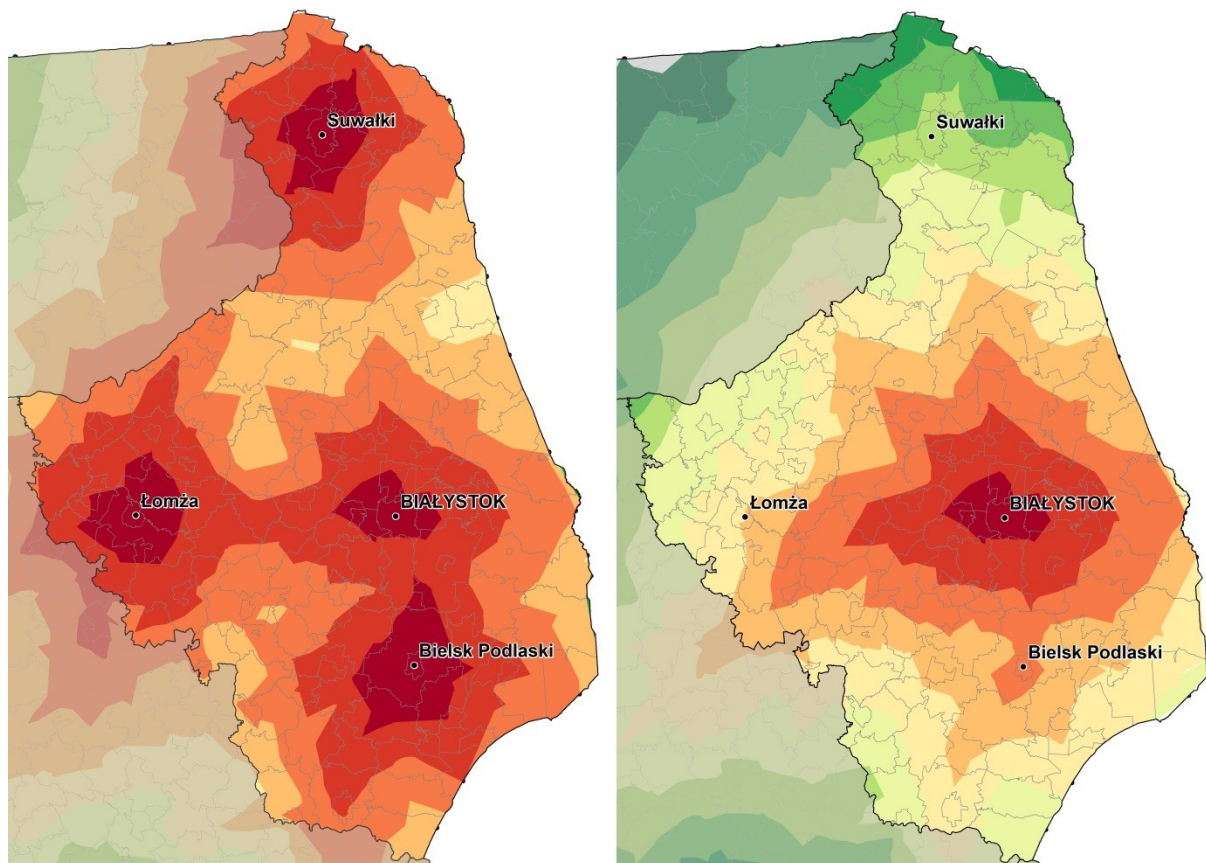 Suwałki
Łomża
BIAŁYSTOK
Bielsk Podlaski
Suwałki
Łomża
BIAŁYSTOK
Bielsk Podlaski